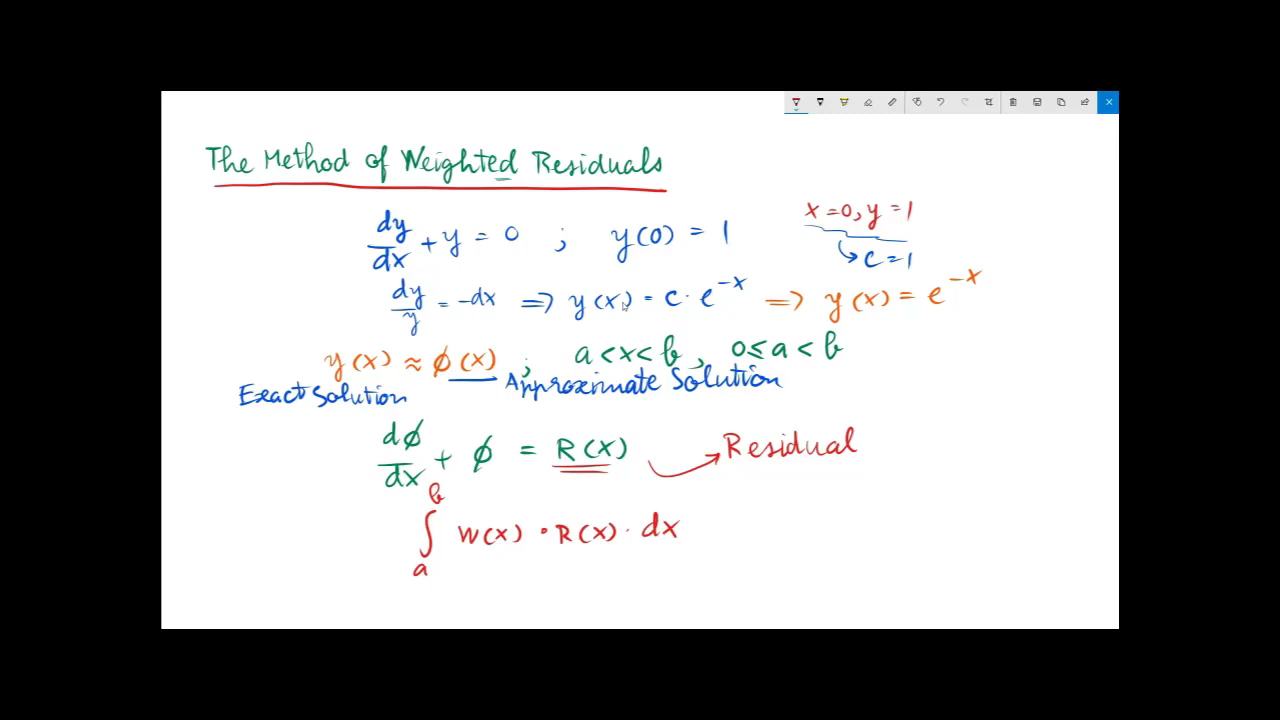 The Method of Weighted Residuals
dy/dx + y = 0 ; y(0) = 1
x = 0, y = 1
↳ c = 1
dy/y = -dx ⇒ y(x) = c · e^-x ⇒ y(x) = e^-x
y(x) ≈ ϕ(x) ; a < x < b, 0 ≤ a < b
Exact Solution Approximate Solution
dϕ/dx + ϕ = R(x) → Residual
∫_a^b W(x) · R(x) · dx